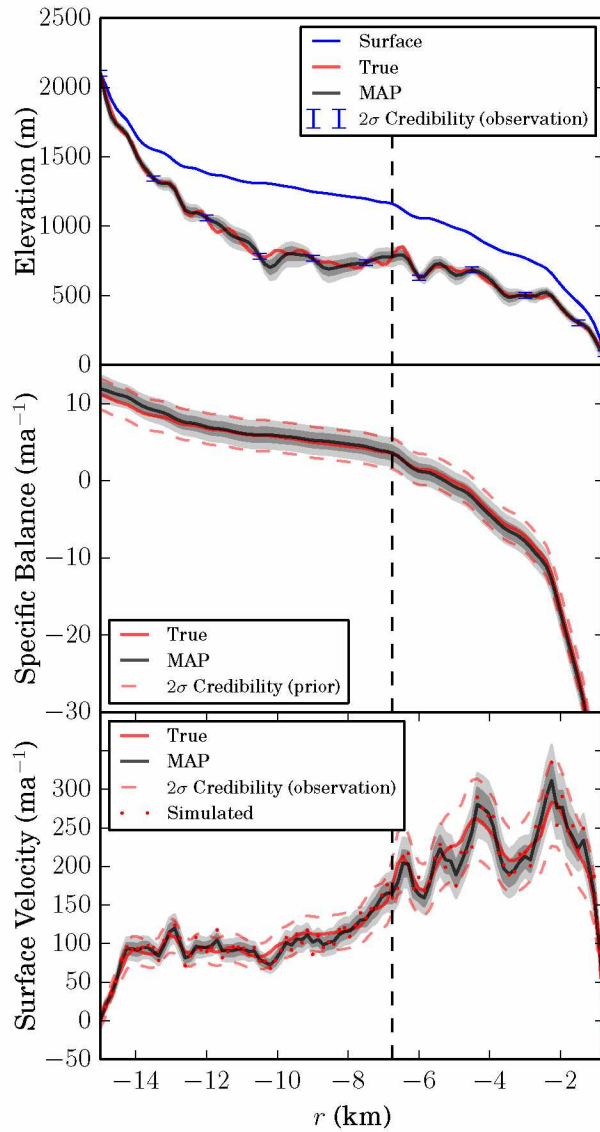 2500
2000
1500
1000
500
0
Elevation (m)
Surface
True
MAP
2σ Credibility (observation)
10
0
−10
−20
−30
Specific Balance (ma⁻¹)
True
MAP
2σ Credibility (prior)
300
250
200
150
100
50
0
−50
Surface Velocity (ma⁻¹)
True
MAP
2σ Credibility (observation)
Simulated
−14 −12 −10 −8 −6 −4 −2
r (km)